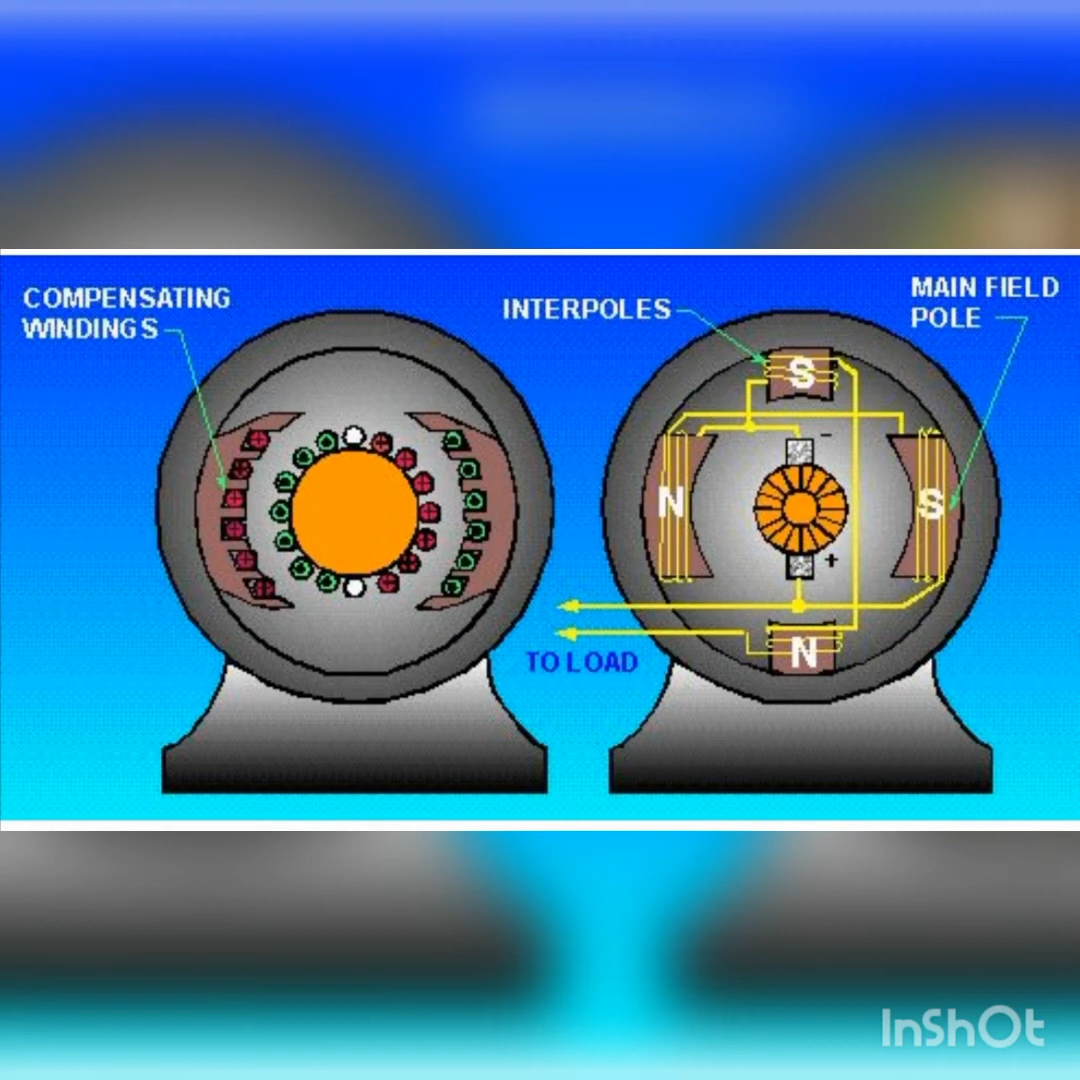 COMPENSATING
WINDINGS
INTERPOLES
MAIN FIELD
POLE
S
−
N
S
+
N
TO LOAD
InShOt